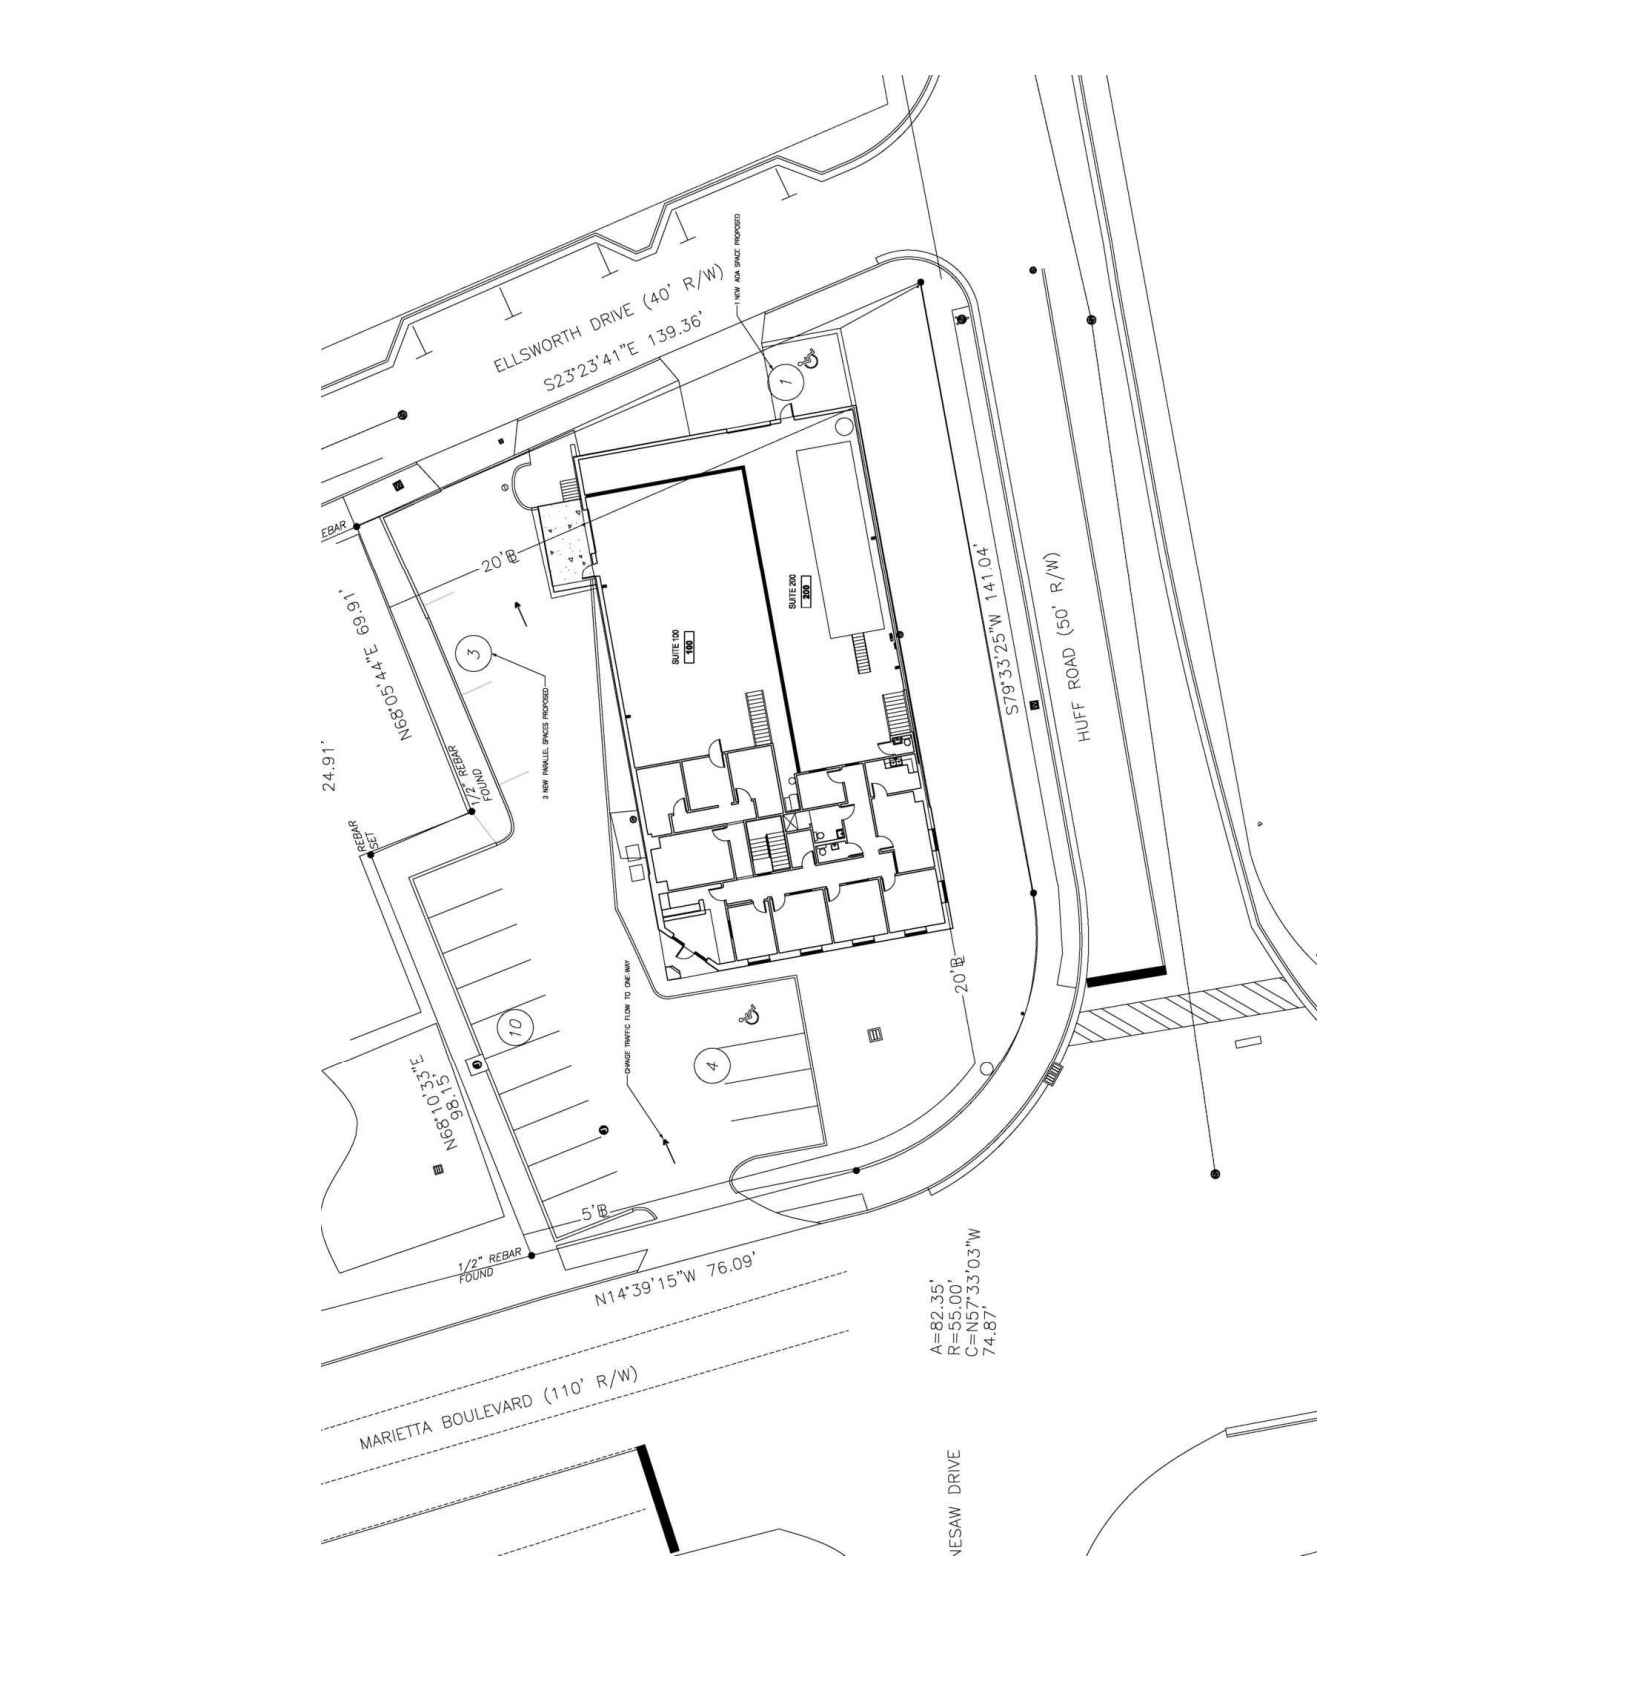 ELLSWORTH DRIVE (40' R/W)
S23°23'41"E 139.36'
1 NEW ADA SPACE PROPOSED
1
REBAR
20'
N68°05'44"E 69.91'
3
3 NEW PARALLEL SPACES PROPOSED
SUITE 100
100
SUITE 200
200
S79°33'25"W 141.04'
HUFF ROAD (50' R/W)
24.91'
1/2" REBAR
FOUND
REBAR
SET
10
CHANGE TRAFFIC FLOW TO ONE-WAY
4
20'
N68°10'33"E
98.15'
5'
1/2" REBAR
FOUND
N14°39'15"W 76.09'
A=82.35'
R=55.00'
C=N57°33'03"W
74.87'
MARIETTA BOULEVARD (110' R/W)
NESAW DRIVE